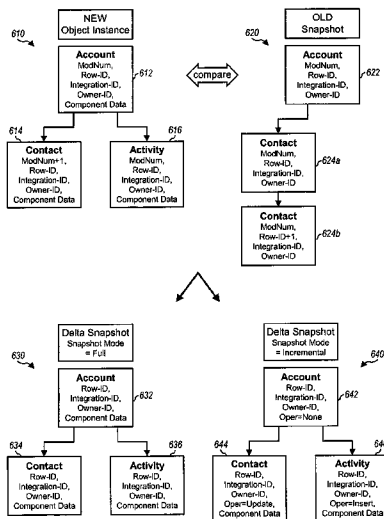 NEW
Object Instance
610
Account
ModNum,
Row-ID,
Integration-ID,
Owner-ID,
Component Data
612
compare
OLD
Snapshot
620
Account
ModNum,
Row-ID,
Integration-ID,
Owner-ID
622
614
Contact
ModNum+1,
Row-ID,
Integration-ID,
Owner-ID,
Component Data
616
Activity
ModNum,
Row-ID,
Integration-ID,
Owner-ID,
Component Data
Contact
ModNum,
Row-ID,
Integration-ID,
Owner-ID
624a
Contact
ModNum,
Row-ID+1,
Integration-ID,
Owner-ID
624b
Delta Snapshot
Snapshot Mode
= Full
630
Account
Row-ID,
Integration-ID,
Owner-ID,
Component Data
632
634
Contact
Row-ID,
Integration-ID,
Owner-ID,
Component Data
636
Activity
Row-ID,
Integration-ID,
Owner-ID,
Component Data
Delta Snapshot
Snapshot Mode
= Incremental
640
Account
Row-ID,
Integration-ID,
Owner-ID,
Oper=None
642
644
Contact
Row-ID,
Integration-ID,
Owner-ID,
Oper=Update,
Component Data
Activity
Row-ID,
Integration-ID,
Owner-ID,
Oper=Insert,
Component Data